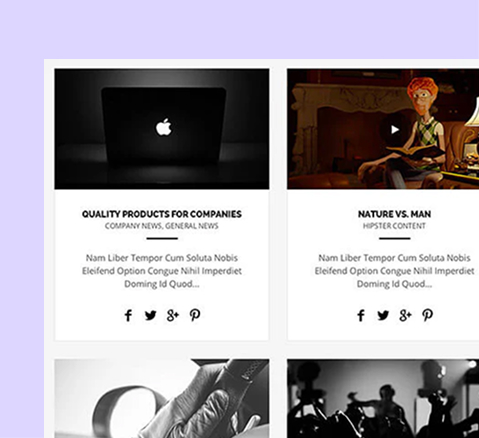 QUALITY PRODUCTS FOR COMPANIES
COMPANY NEWS, GENERAL NEWS
Nam Liber Tempor Cum Soluta Nobis
Eleifend Option Congue Nihil Imperdiet
Doming Id Quod...
NATURE VS. MAN
HIPSTER CONTENT
Nam Liber Tempor Cum Soluta Nobis
Eleifend Option Congue Nihil Imperdiet
Doming Id Quod...